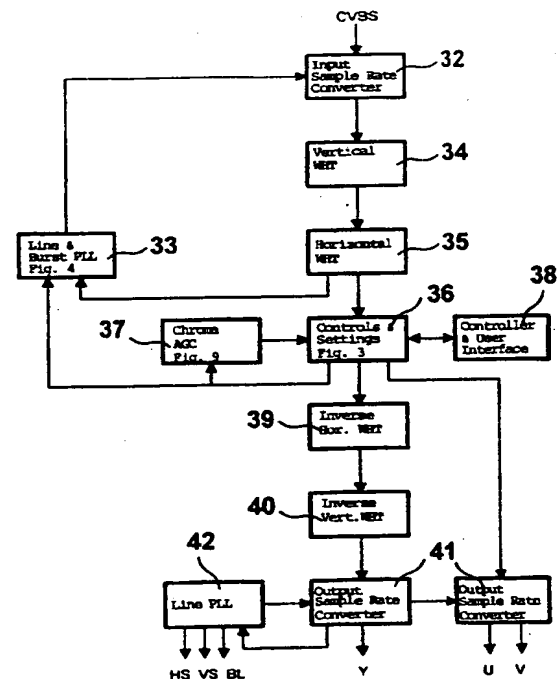 CVBS
Input
Sample Rate
Converter
32
Vertical
WHT
34
Line &
Burst PLL
Fig. 4
33
Horizontal
WHT
35
36
38
37
Chroma
AGC
Fig. 9
Controls
Settings
Fig. 3
Controller
& User
Interface
39
Inverse
Hor. WHT
40
Inverse
Vert.WHT
42
41
Line PLL
Output
Sample Rate
Converter
Output
Sample Rate
Converter
HS VS BL
Y
U V